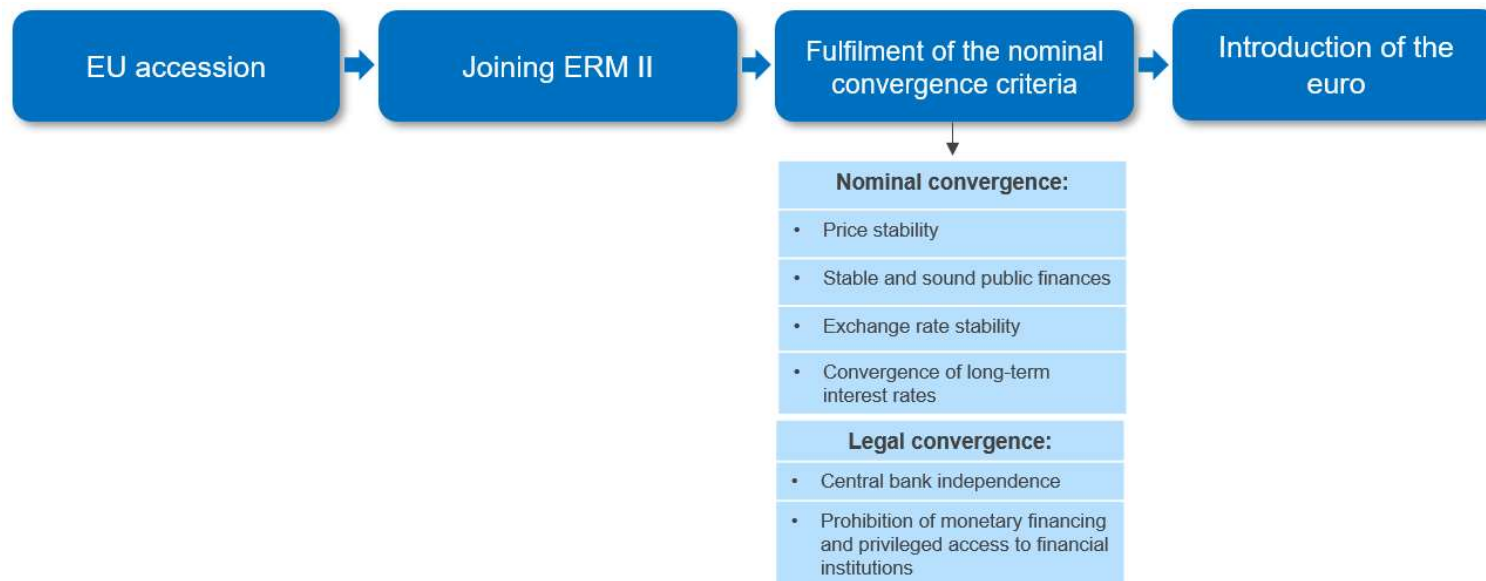 EU accession
Joining ERM II
Fulfilment of the nominal
convergence criteria
Introduction of the
euro
Nominal convergence:
• Price stability
• Stable and sound public finances
• Exchange rate stability
• Convergence of long-term
interest rates
Legal convergence:
• Central bank independence
• Prohibition of monetary financing
and privileged access to financial
institutions